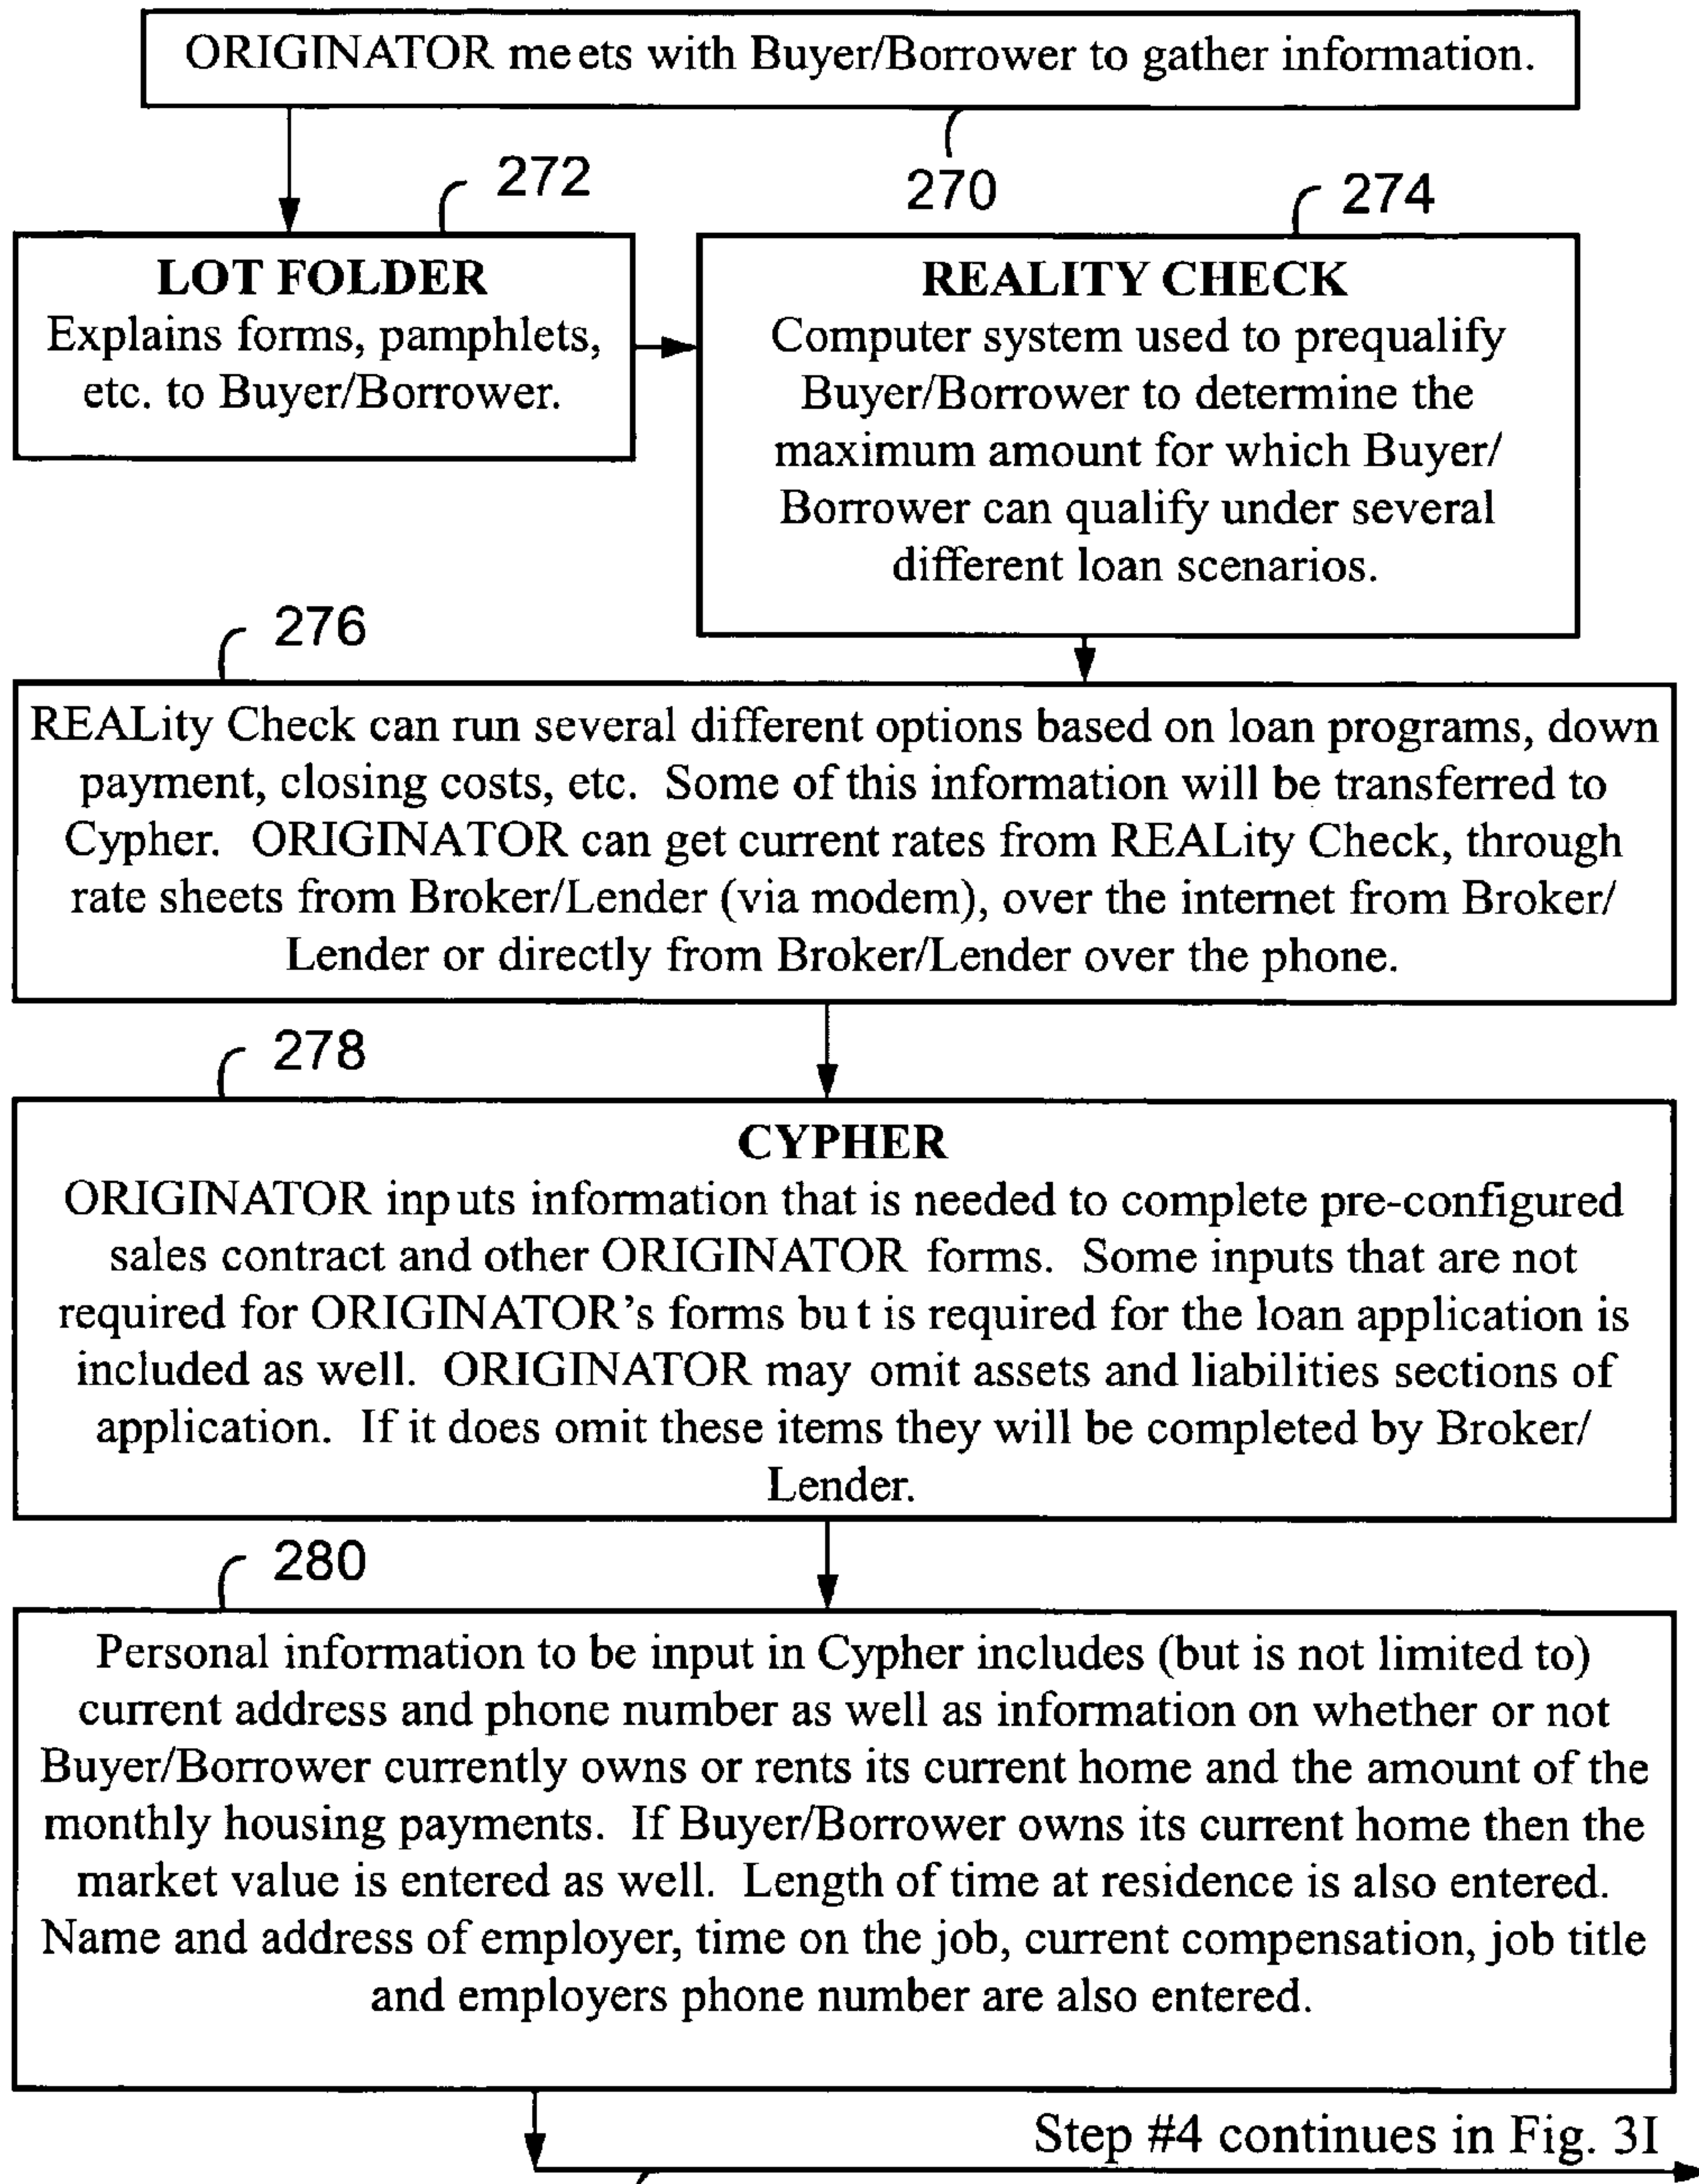 ORIGINATOR meets with Buyer/Borrower to gather information.
270
272
LOT FOLDER
Explains forms, pamphlets,
etc. to Buyer/Borrower.
274
REALITY CHECK
Computer system used to prequalify
Buyer/Borrower to determine the
maximum amount for which Buyer/
Borrower can qualify under several
different loan scenarios.
276
REALity Check can run several different options based on loan programs, down
payment, closing costs, etc. Some of this information will be transferred to
Cypher. ORIGINATOR can get current rates from REALity Check, through
rate sheets from Broker/Lender (via modem), over the internet from Broker/
Lender or directly from Broker/Lender over the phone.
278
CYPHER
ORIGINATOR inputs information that is needed to complete pre-configured
sales contract and other ORIGINATOR forms. Some inputs that are not
required for ORIGINATOR's forms but is required for the loan application is
included as well. ORIGINATOR may omit assets and liabilities sections of
application. If it does omit these items they will be completed by Broker/
Lender.
280
Personal information to be input in Cypher includes (but is not limited to)
current address and phone number as well as information on whether or not
Buyer/Borrower currently owns or rents its current home and the amount of the
monthly housing payments. If Buyer/Borrower owns its current home then the
market value is entered as well. Length of time at residence is also entered.
Name and address of employer, time on the job, current compensation, job title
and employers phone number are also entered.
Step #4 continues in Fig. 3I